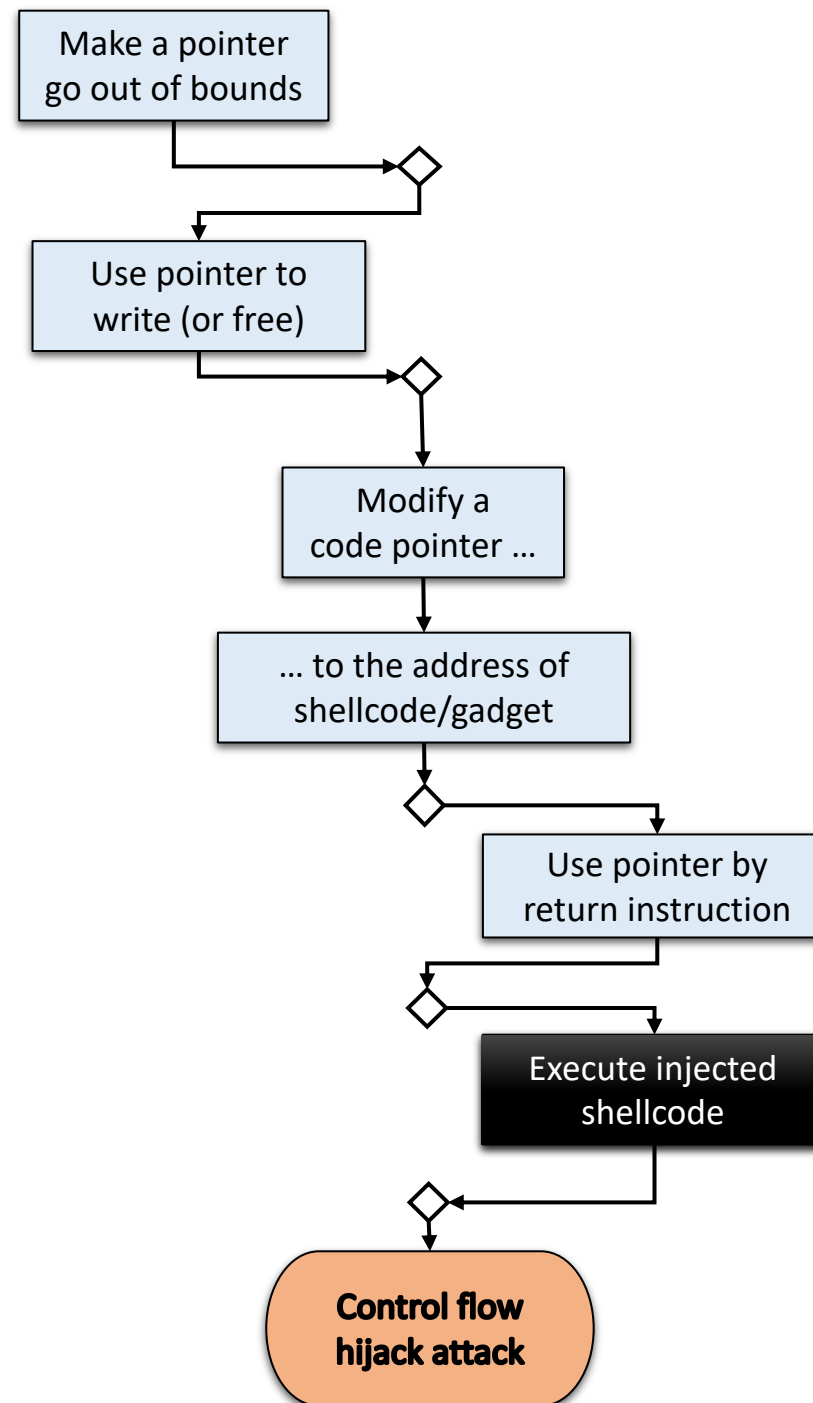 Make a pointer
go out of bounds
Use pointer to
write (or free)
Modify a
code pointer …
… to the address of
shellcode/gadget
Use pointer by
return instruction
Execute injected
shellcode
Control flow
hijack attack